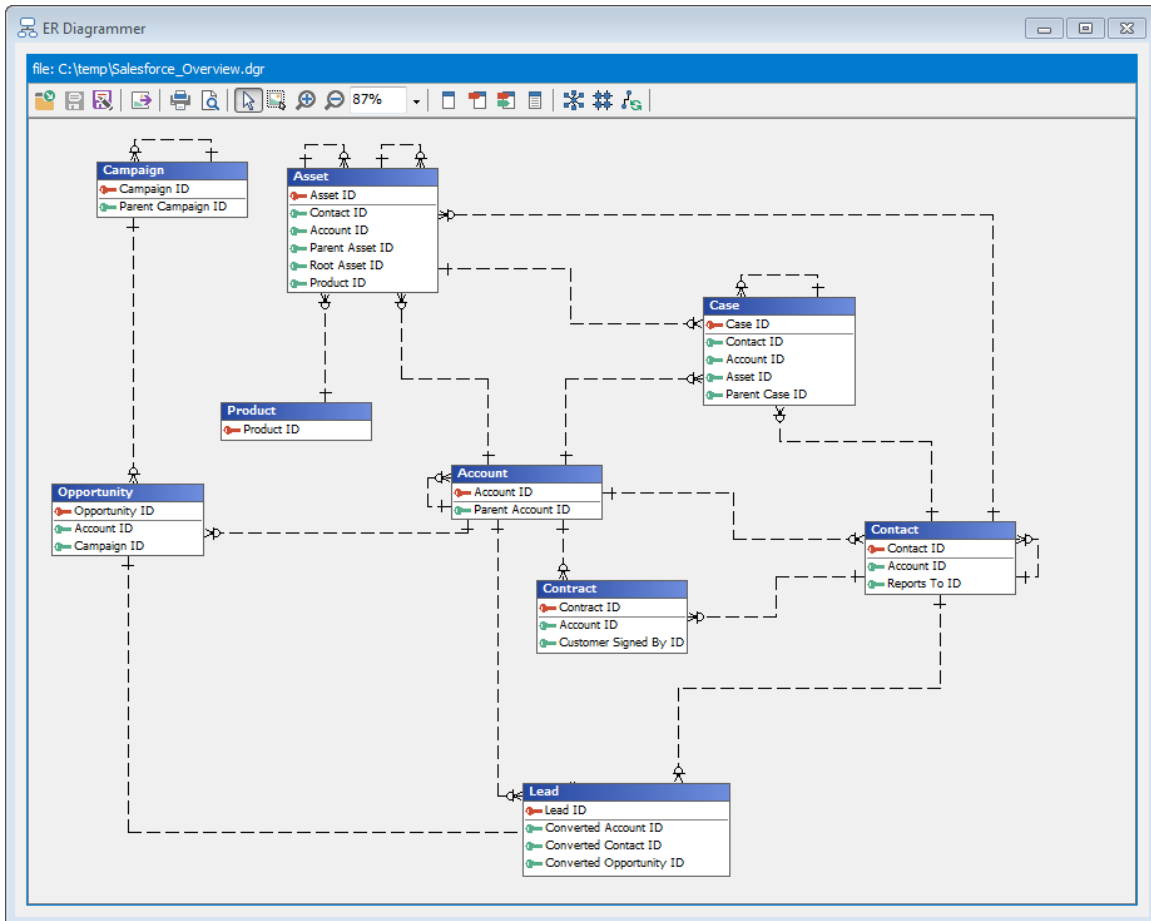 ER Diagrammer
file: C:\temp\Salesforce_Overview.dgr
87%
Campaign
Campaign ID
Parent Campaign ID
Asset
Asset ID
Contact ID
Account ID
Parent Asset ID
Root Asset ID
Product ID
Case
Case ID
Contact ID
Account ID
Asset ID
Parent Case ID
Product
Product ID
Account
Account ID
Parent Account ID
Opportunity
Opportunity ID
Account ID
Campaign ID
Contact
Contact ID
Account ID
Reports To ID
Contract
Contract ID
Account ID
Customer Signed By ID
Lead
Lead ID
Converted Account ID
Converted Contact ID
Converted Opportunity ID